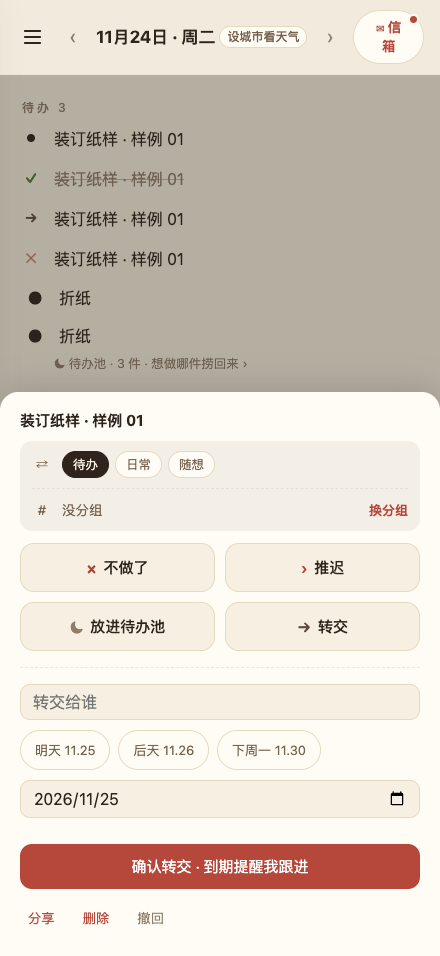 11月24日 · 周二 设城市看天气
✉ 信箱
待办 3
装订纸样 · 样例 01
装订纸样 · 样例 01
装订纸样 · 样例 01
装订纸样 · 样例 01
折纸
折纸
待办池 · 3 件 · 想做哪件捞回来 ›
装订纸样 · 样例 01
待办 日常 随想
# 没分组 换分组
× 不做了 › 推迟
放进待办池 → 转交
转交给谁
明天 11.25 后天 11.26 下周一 11.30
2026/11/25
确认转交 · 到期提醒我跟进
分享 删除 撤回